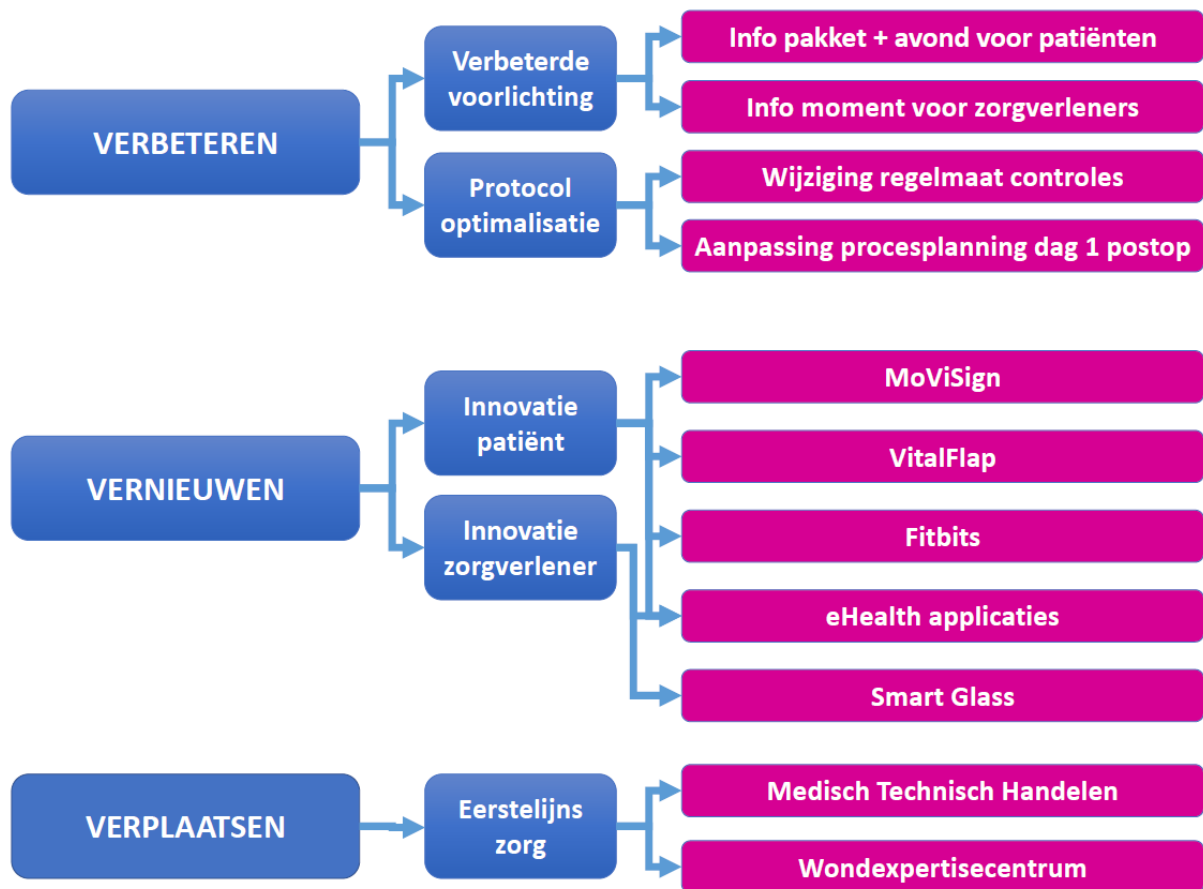 VERBETEREN
Verbeterde
voorlichting
Info pakket + avond voor patiënten
Info moment voor zorgverleners
Protocol
optimalisatie
Wijziging regelmaat controles
Aanpassing procesplanning dag 1 postop
VERNIEUWEN
Innovatie
patiënt
Innovatie
zorgverlener
MoViSign
VitalFlap
Fitbits
eHealth applicaties
Smart Glass
VERPLAATSEN
Eerstelijns
zorg
Medisch Technisch Handelen
Wondexpertisecentrum